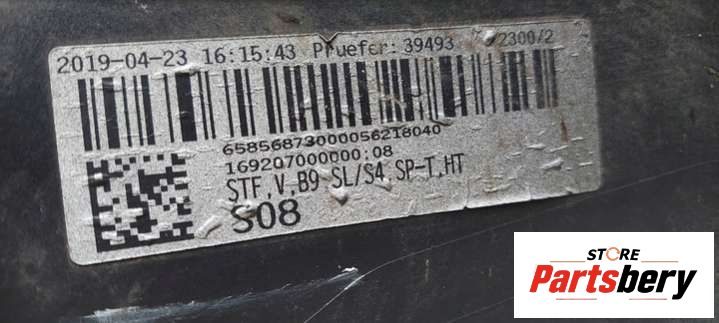 2019-04-23 16:15:43 Pruefer: 39493 2300/2
65856873000056218040
169207000000:08
STF,V,B9 SL/S4 SP-T.HT
S08
STORE
Partsbery